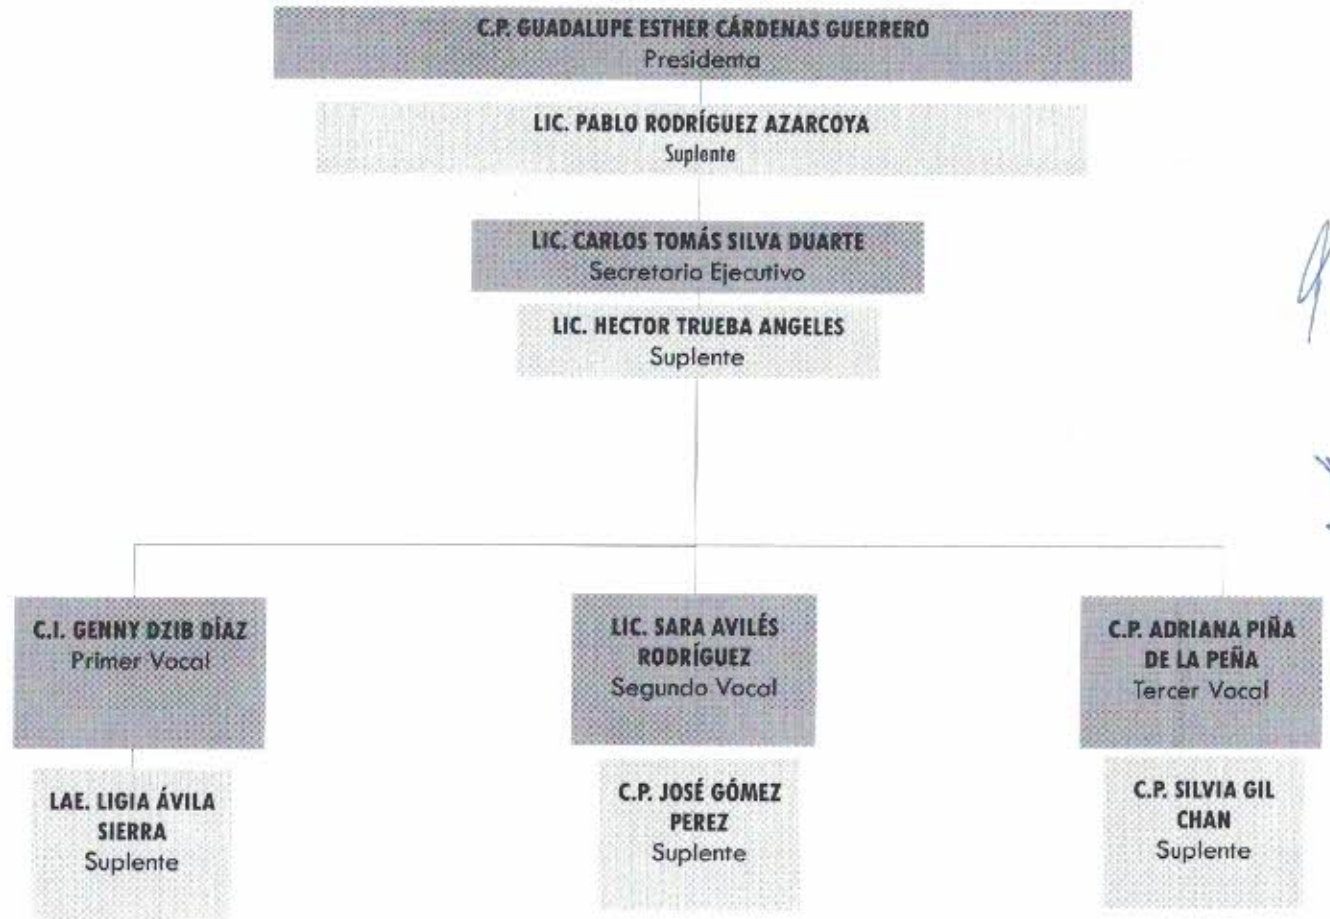 C.P. GUADALUPE ESTHER CÁRDENAS GUERRERO
Presidenta
LIC. PABLO RODRÍGUEZ AZARCOYA
Suplente
LIC. CARLOS TOMÁS SILVA DUARTE
Secretario Ejecutivo
LIC. HECTOR TRUEBA ANGELES
Suplente
C.I. GENNY DZIB DÍAZ
Primer Vocal
LIC. SARA AVILÉS
RODRÍGUEZ
Segundo Vocal
C.P. ADRIANA PIÑA
DE LA PEÑA
Tercer Vocal
LAE. LIGIA ÁVILA
SIERRA
Suplente
C.P. JOSÉ GÓMEZ
PEREZ
Suplente
C.P. SILVIA GIL
CHAN
Suplente